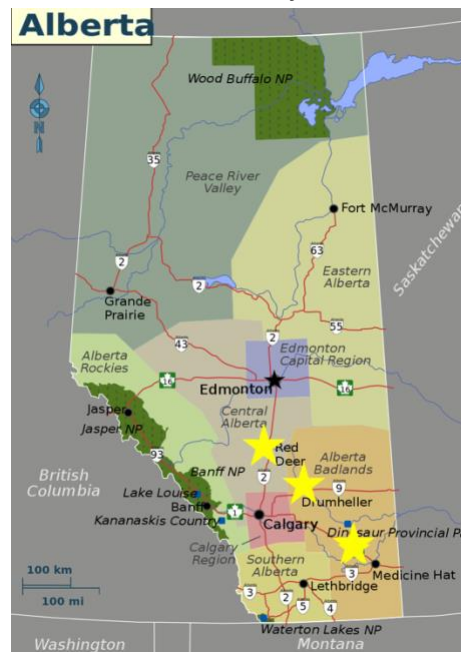 Alberta
Wood Buffalo NP
N
35
Peace River
Valley
Fort McMurray
63
Saskatchewan
2
2
Eastern
Alberta
Grande
Prairie
43
2
55
Alberta
Rockies
Edmonton
Capital Region
16
Edmonton
16
Jasper
Jasper NP
Central
Alberta
93
Red
Deer
Alberta
Badlands
British
Columbia
Banff NP
2
9
Lake Louise
Drumheller
Banff
1
Kananaskis Country
Calgary
Dinosaur Provincial P
Calgary
Region
Southern
Alberta
3
Medicine Hat
100 km
100 mi
Lethbridge
3
2
5
4
Waterton Lakes NP
Washington
Montana